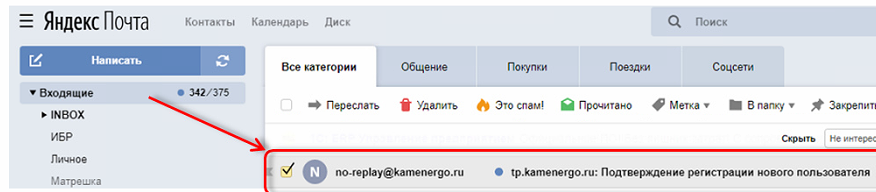 Яндекс Почта Контакты Календарь Диск Поиск
Написать
Все категории Общение Покупки Поездки Соцсети
Входящие 342/375
Переслать Удалить Это спам! Прочитано Метка В папку Закрепить
INBOX
ИБР
Скрыть Не интерес
Личное
N no-replay@kamenergo.ru tp.kamenergo.ru: Подтверждение регистрации нового пользователя
Матрешка